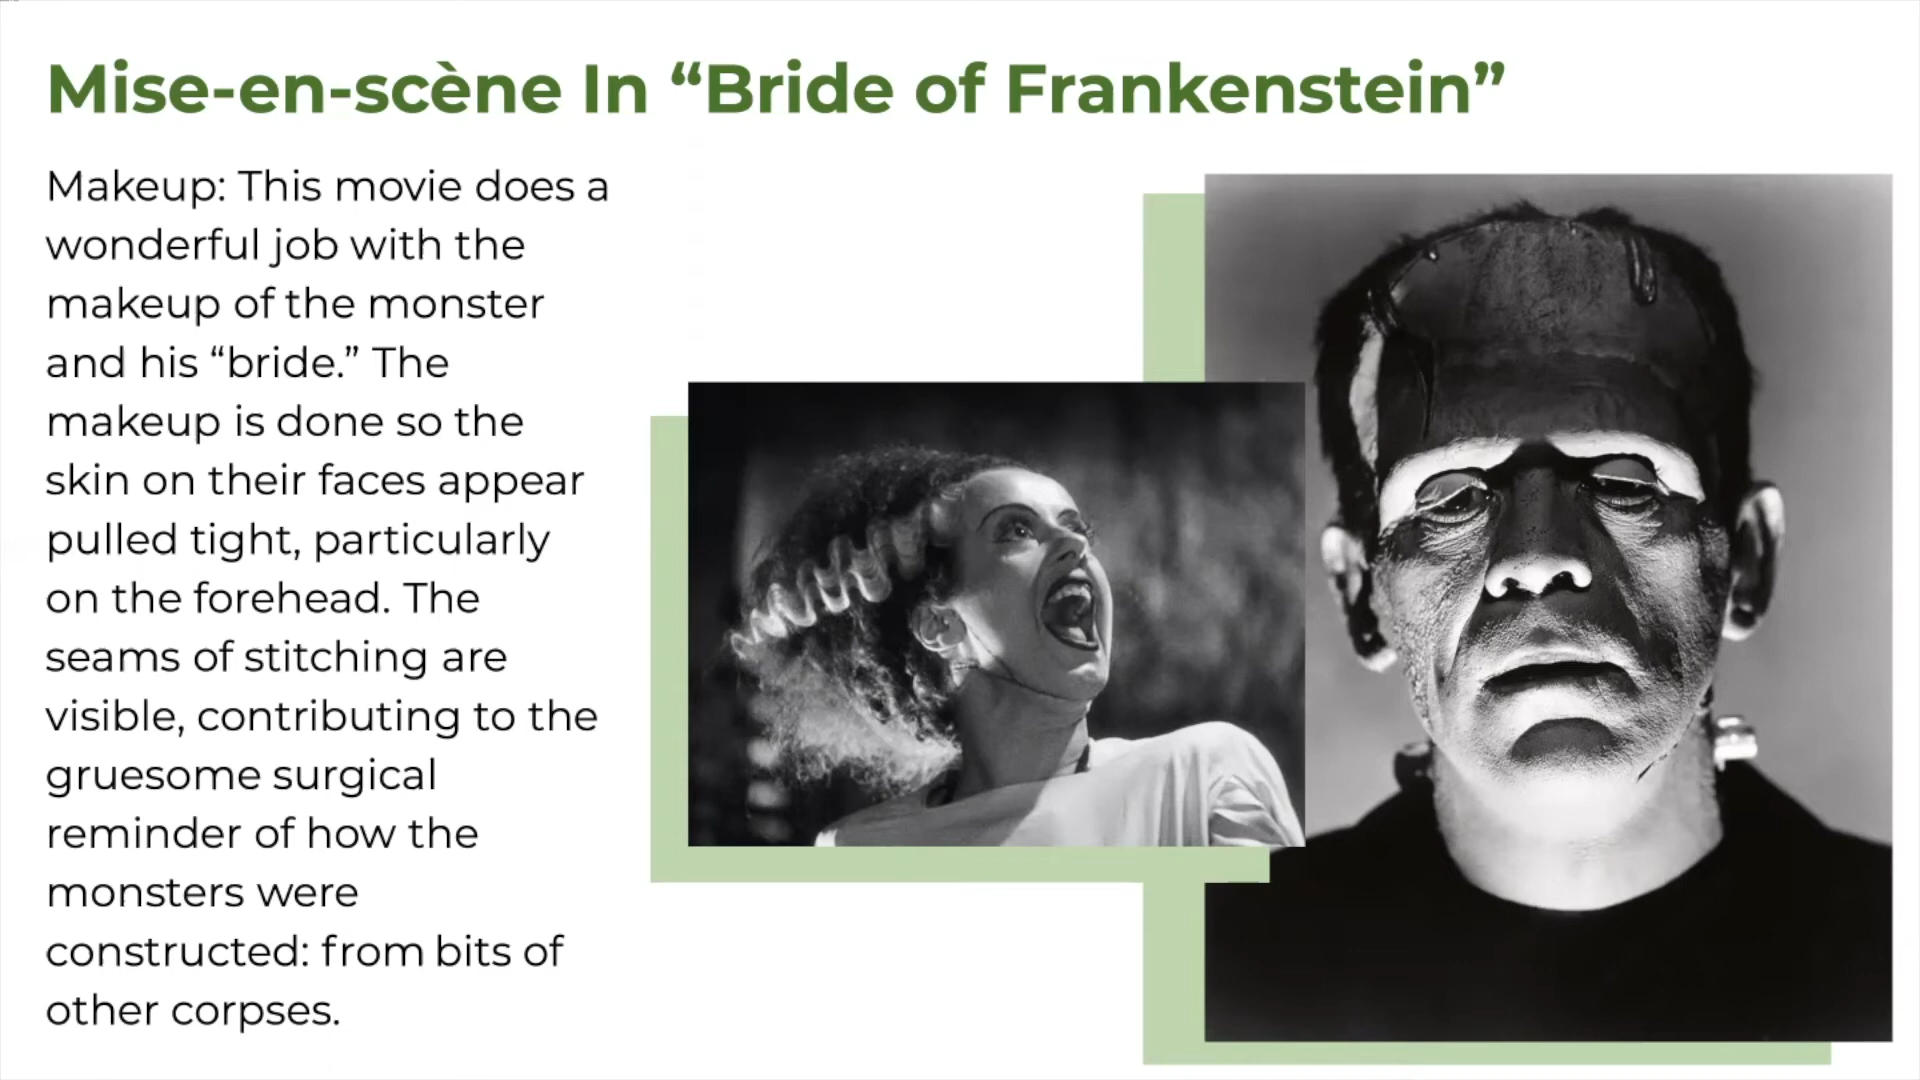 Mise-en-scène In “Bride of Frankenstein”
Makeup: This movie does a
wonderful job with the
makeup of the monster
and his “bride.” The
makeup is done so the
skin on their faces appear
pulled tight, particularly
on the forehead. The
seams of stitching are
visible, contributing to the
gruesome surgical
reminder of how the
monsters were
constructed: from bits of
other corpses.